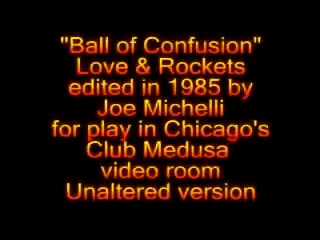 "Ball of Confusion"
Love & Rockets
edited in 1985 by
Joe Michelli
for play in Chicago's
Club Medusa
video room
Unaltered version